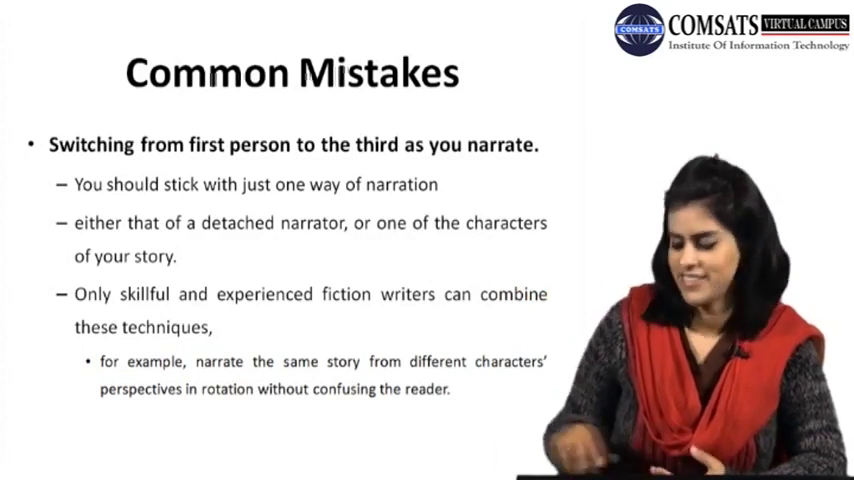 COMSATS VIRTUAL CAMPUS
COMSATS
Institute Of Information Technology
Common Mistakes
• Switching from first person to the third as you narrate.
– You should stick with just one way of narration
– either that of a detached narrator, or one of the characters
of your story.
– Only skillful and experienced fiction writers can combine
these techniques,
• for example, narrate the same story from different characters'
perspectives in rotation without confusing the reader.